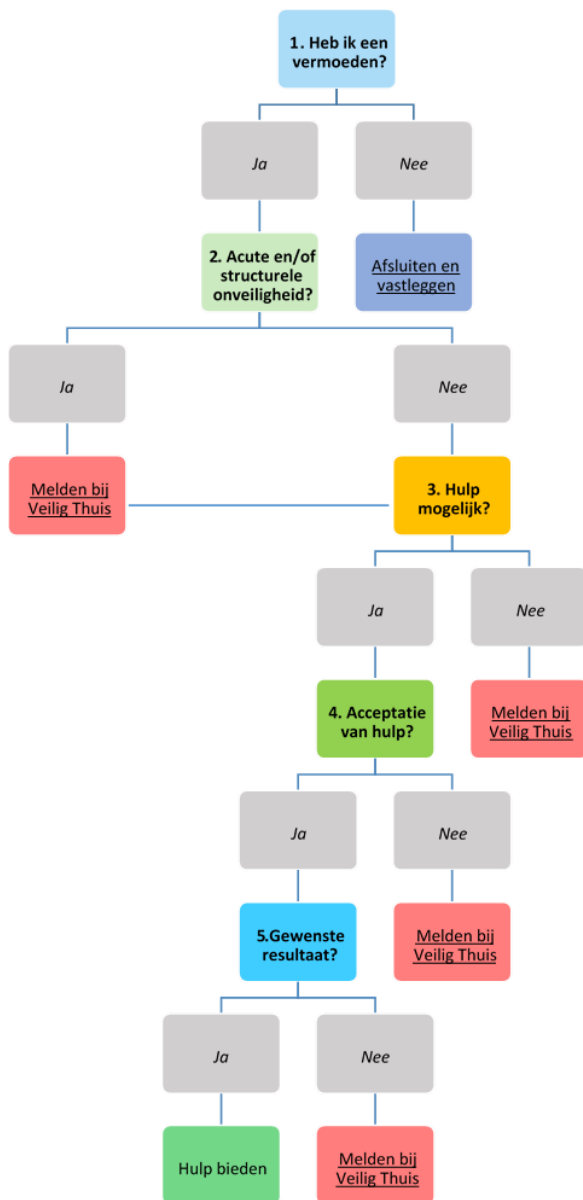 1. Heb ik een
vermoeden?
Ja
Nee
2. Acute en/of
structurele
onveiligheid?
Afsluiten en
vastleggen
Ja
Nee
Melden bij
Veilig Thuis
3. Hulp
mogelijk?
Ja
Nee
4. Acceptatie
van hulp?
Melden bij
Veilig Thuis
Ja
Nee
5.Gewenste
resultaat?
Melden bij
Veilig Thuis
Ja
Nee
Hulp bieden
Melden bij
Veilig Thuis